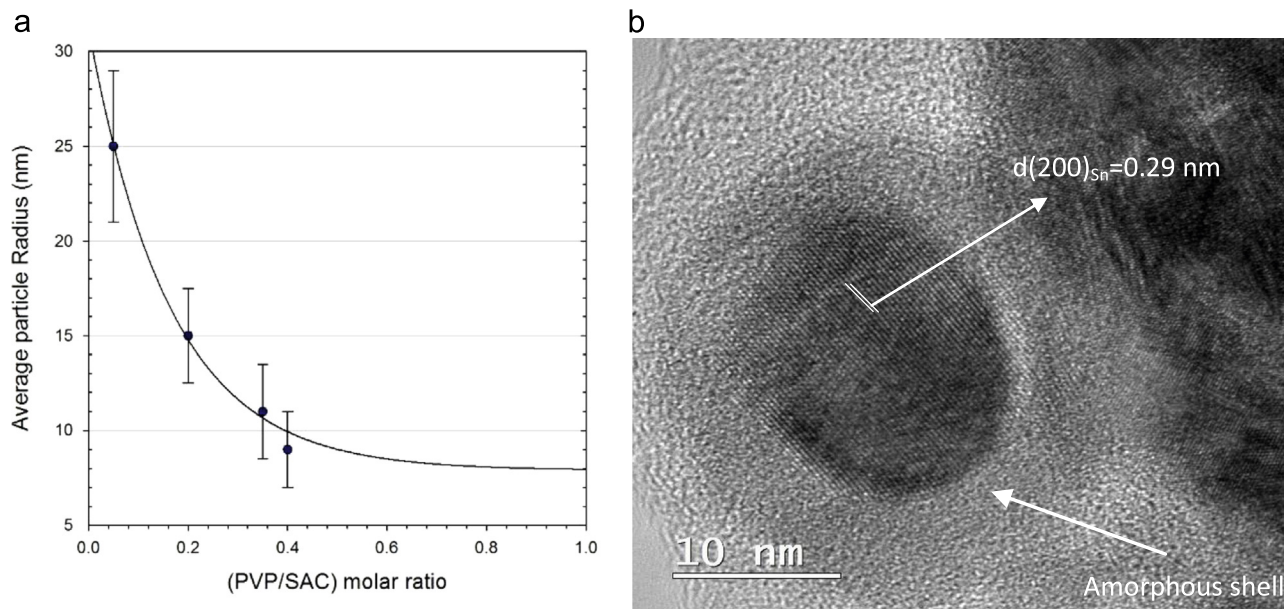 a
30
25
20
15
10
5
Average particle Radius (nm)
0.0 0.2 0.4 0.6 0.8 1.0
(PVP/SAC) molar ratio
b
d(200)Sn=0.29 nm
10 nm
Amorphous shell